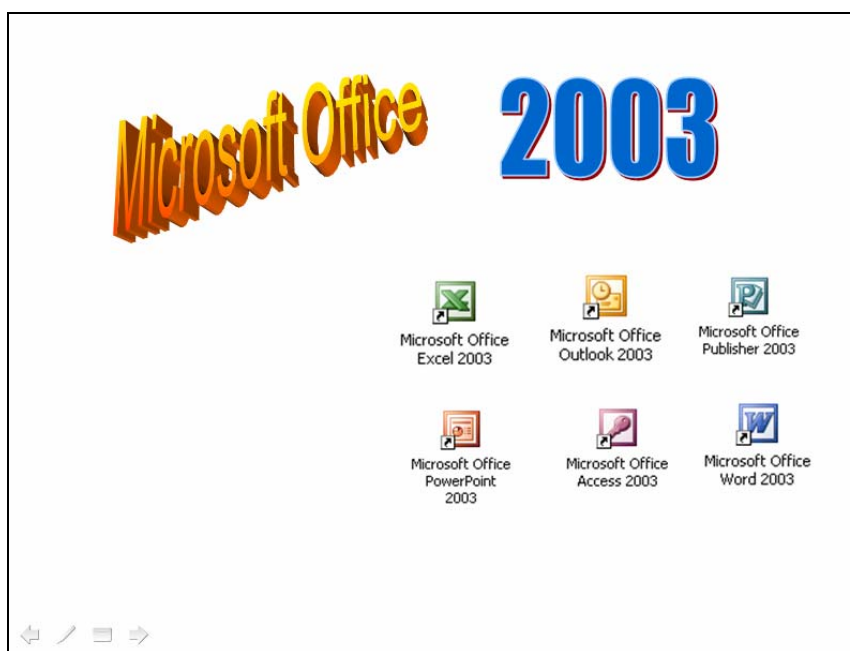 Microsoft Office
2003
Microsoft Office
Excel 2003
Microsoft Office
Outlook 2003
Microsoft Office
Publisher 2003
Microsoft Office
PowerPoint
2003
Microsoft Office
Access 2003
Microsoft Office
Word 2003